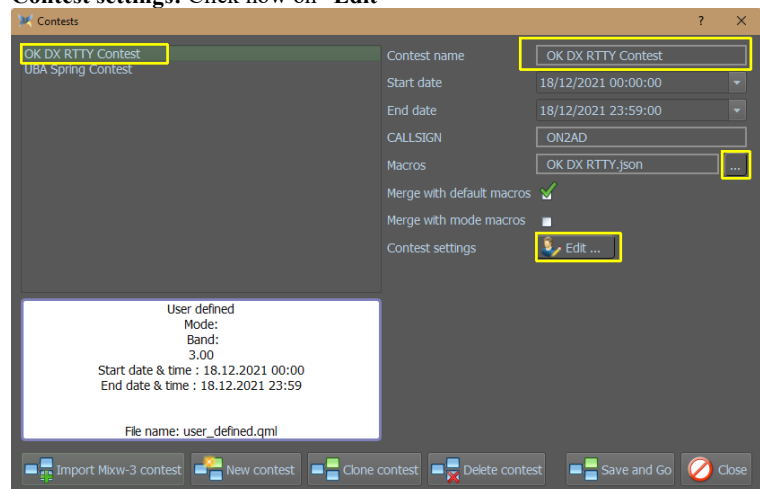 Contest settings: Click now on "Edit"
Contests ? ✕
OK DX RTTY Contest
UBA Spring Contest
Contest name OK DX RTTY Contest
Start date 18/12/2021 00:00:00
End date 18/12/2021 23:59:00
CALLSIGN ON2AD
Macros OK DX RTTY.json ...
Merge with default macros
Merge with mode macros
Contest settings Edit ...
User defined
Mode:
Band:
3.00
Start date & time : 18.12.2021 00:00
End date & time : 18.12.2021 23:59
File name: user_defined.qml
Import Mixw-3 contest New contest Clone contest Delete contest Save and Go Close